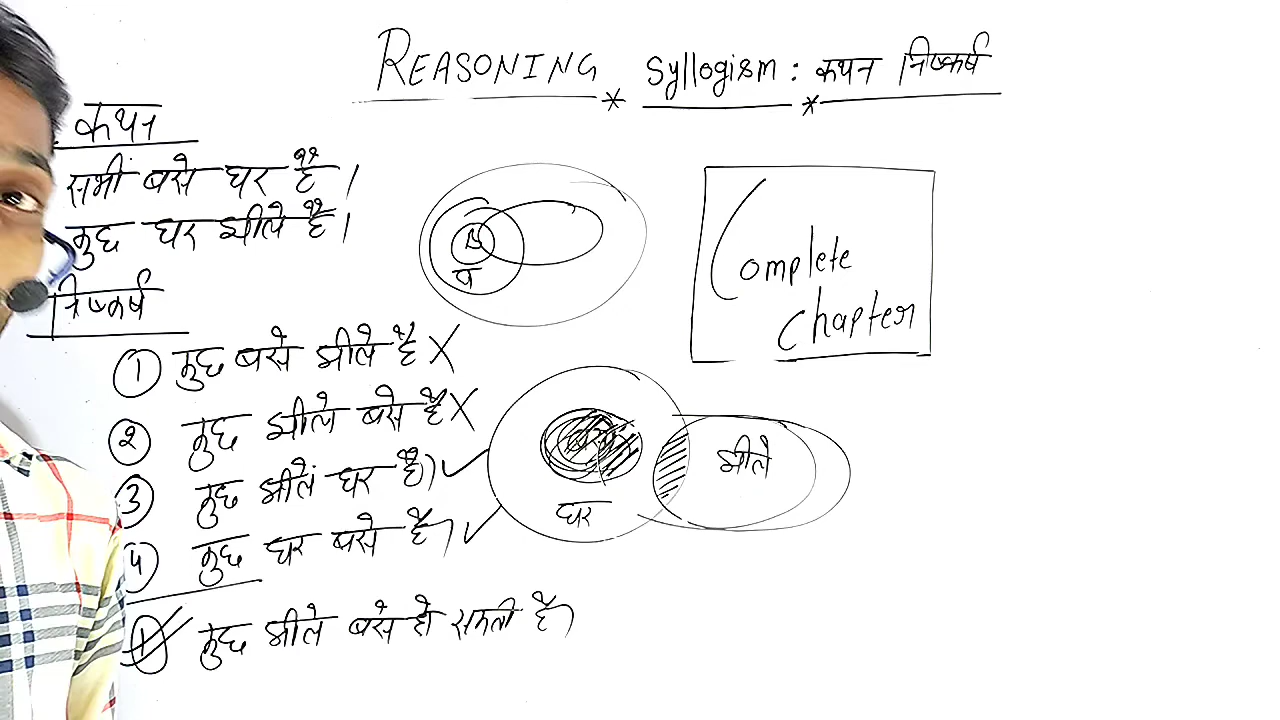 REASONING * Syllogism : कथन * निष्कर्ष
कथन
सभी बसे घर है ।
कुछ घर झीले है ।
निष्कर्ष
① कुछ बसे झीले है X
② कुछ झीले बसे है X
③ कुछ झीलें घर है। ✓
④ कुछ घर बसे है। ✓
① कुछ झीले बसे हो सकती है।
ब
घ
Complete
Chapter
बसे
झीले
घर